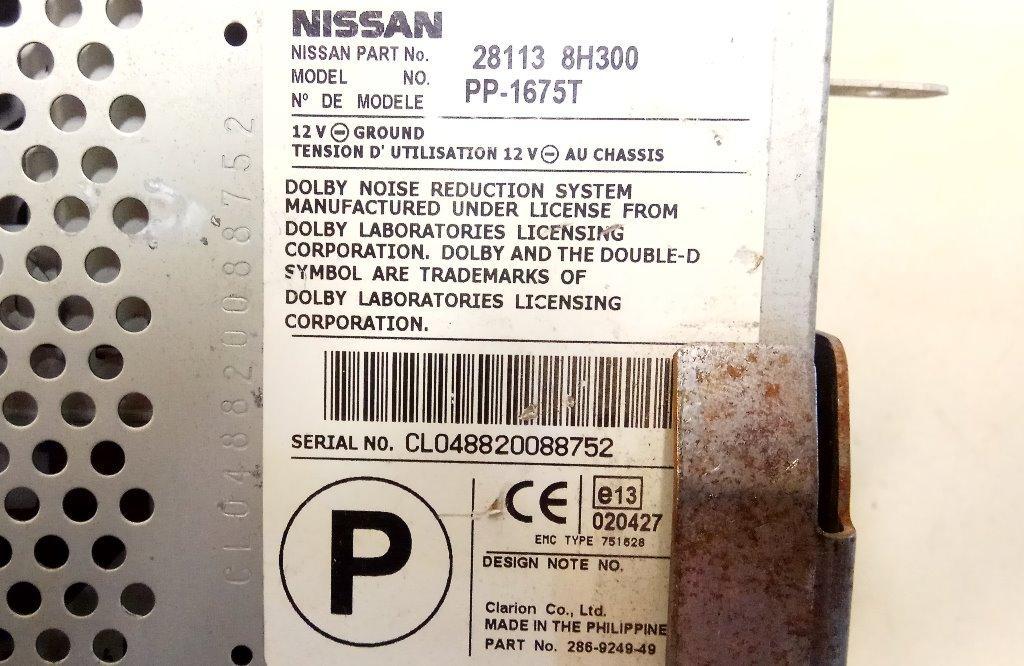 NISSAN
NISSAN PART No. 28113 8H300
MODEL NO. PP-1675T
N° DE MODELE
12 V ⊖ GROUND
TENSION D' UTILISATION 12 V ⊖ AU CHASSIS
DOLBY NOISE REDUCTION SYSTEM
MANUFACTURED UNDER LICENSE FROM
DOLBY LABORATORIES LICENSING
CORPORATION. DOLBY AND THE DOUBLE-D
SYMBOL ARE TRADEMARKS OF
DOLBY LABORATORIES LICENSING
CORPORATION.
SERIAL NO. CL048820088752
P
CE e13
020427
EMC TYPE 751628
DESIGN NOTE NO.
Clarion Co., Ltd.
MADE IN THE PHILIPPINE
PART No. 286-9249-49
CL048820088752